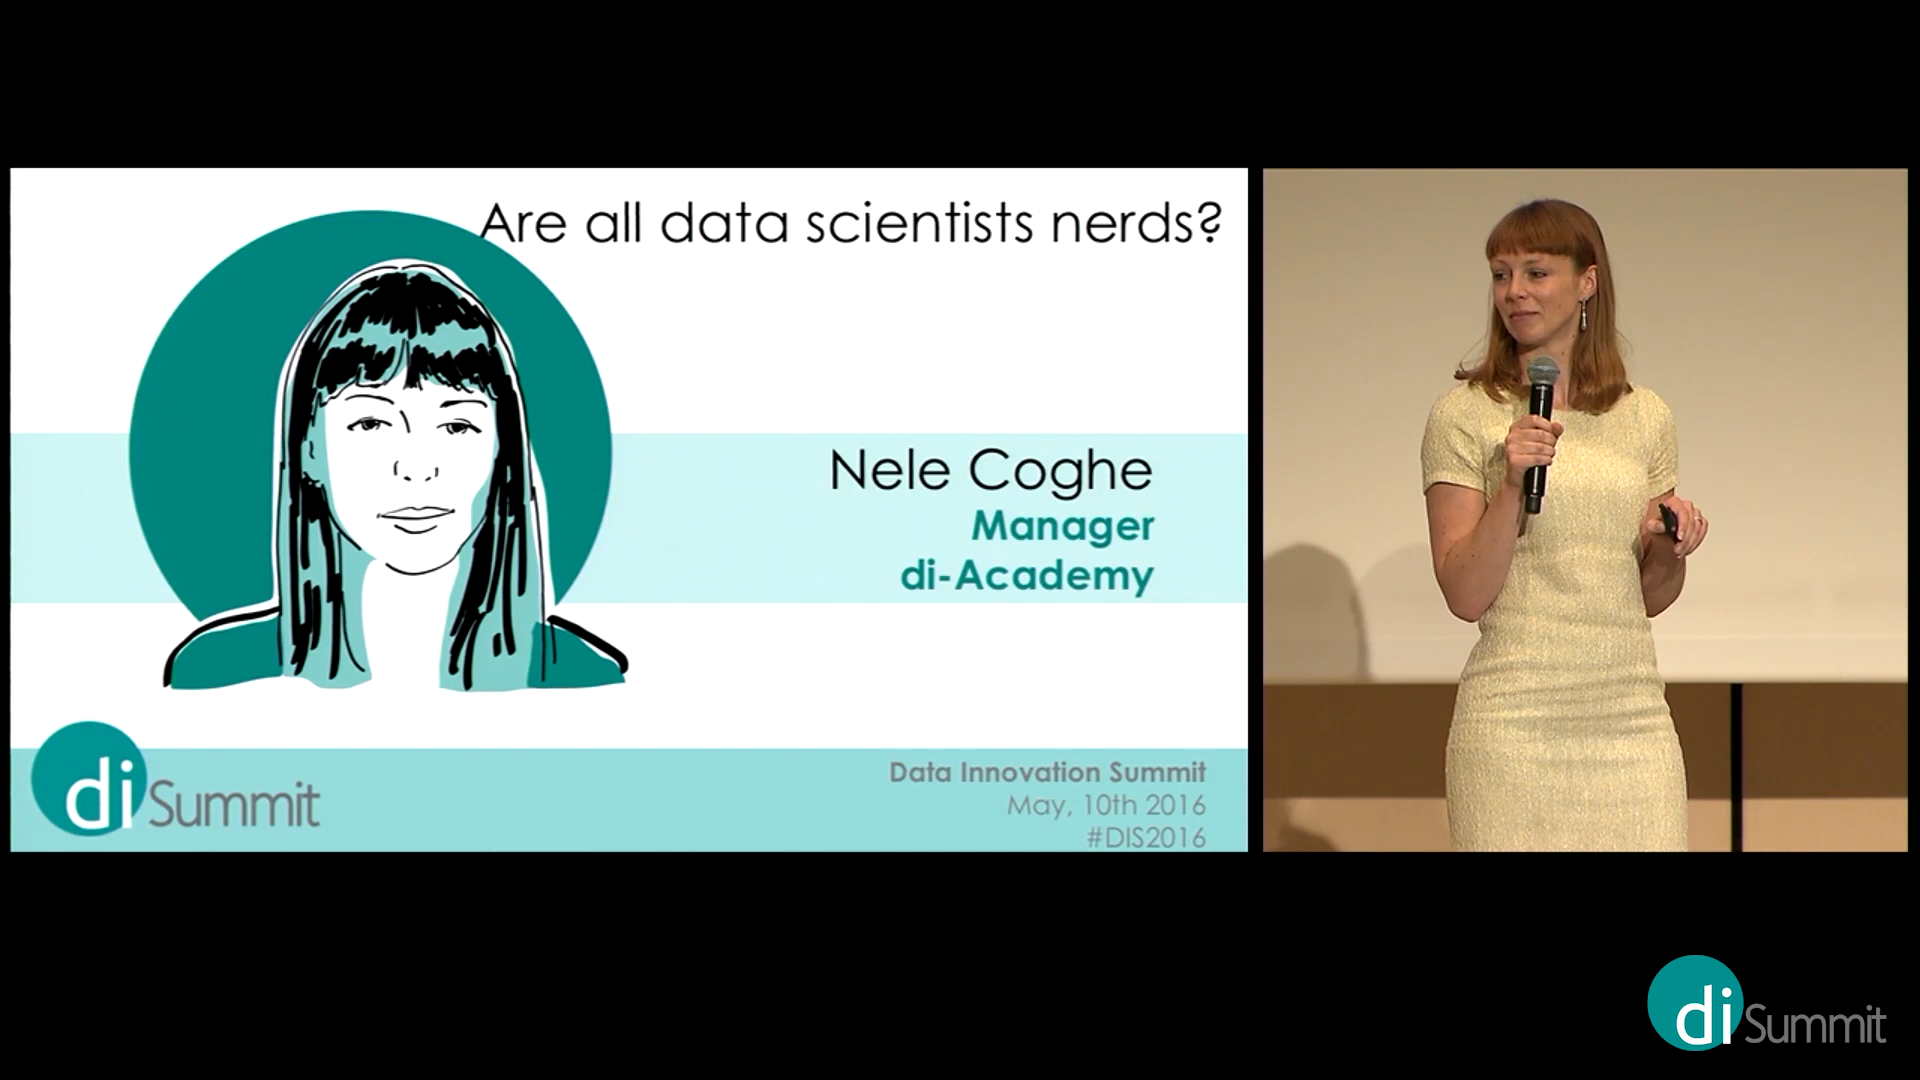 Are all data scientists nerds?
Nele Coghe
Manager
di-Academy
di Summit
Data Innovation Summit
May, 10th 2016
#DIS2016
di Summit